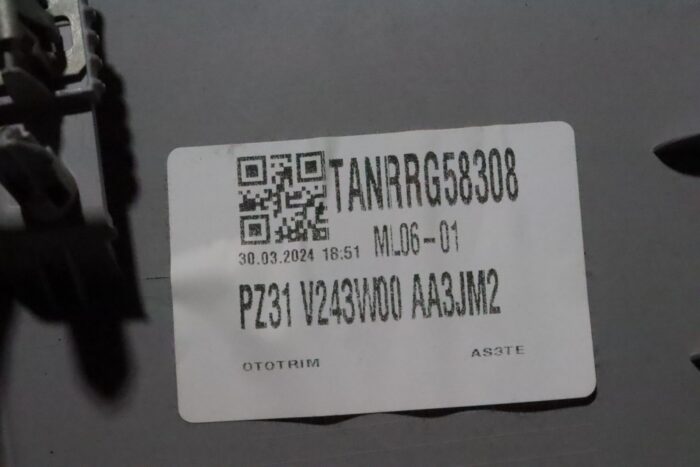 TANRRG58308
30.03.2024 18:51 ML06-01
PZ31 V243W00 AA3JM2
OTOTRIM AS3TE